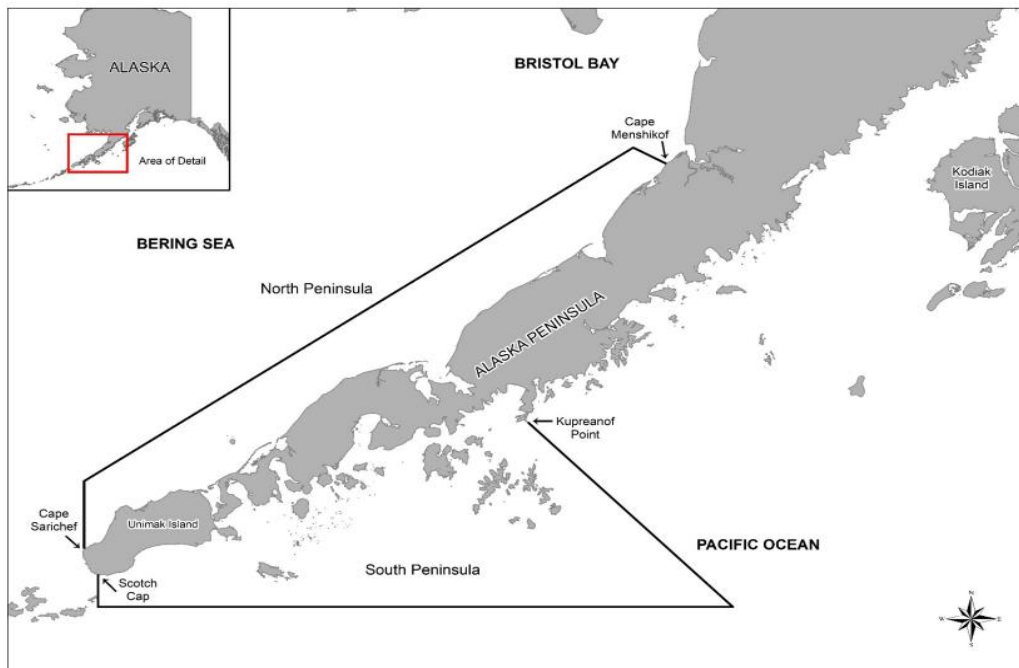 ALASKA
Area of Detail
BRISTOL BAY
Cape
Menshikof
Kodiak
Island
BERING SEA
North Peninsula
ALASKA PENINSULA
Kupreanof
Point
Cape
Sarichef
Unimak Island
PACIFIC OCEAN
South Peninsula
Scotch
Cap
N
W
E
S